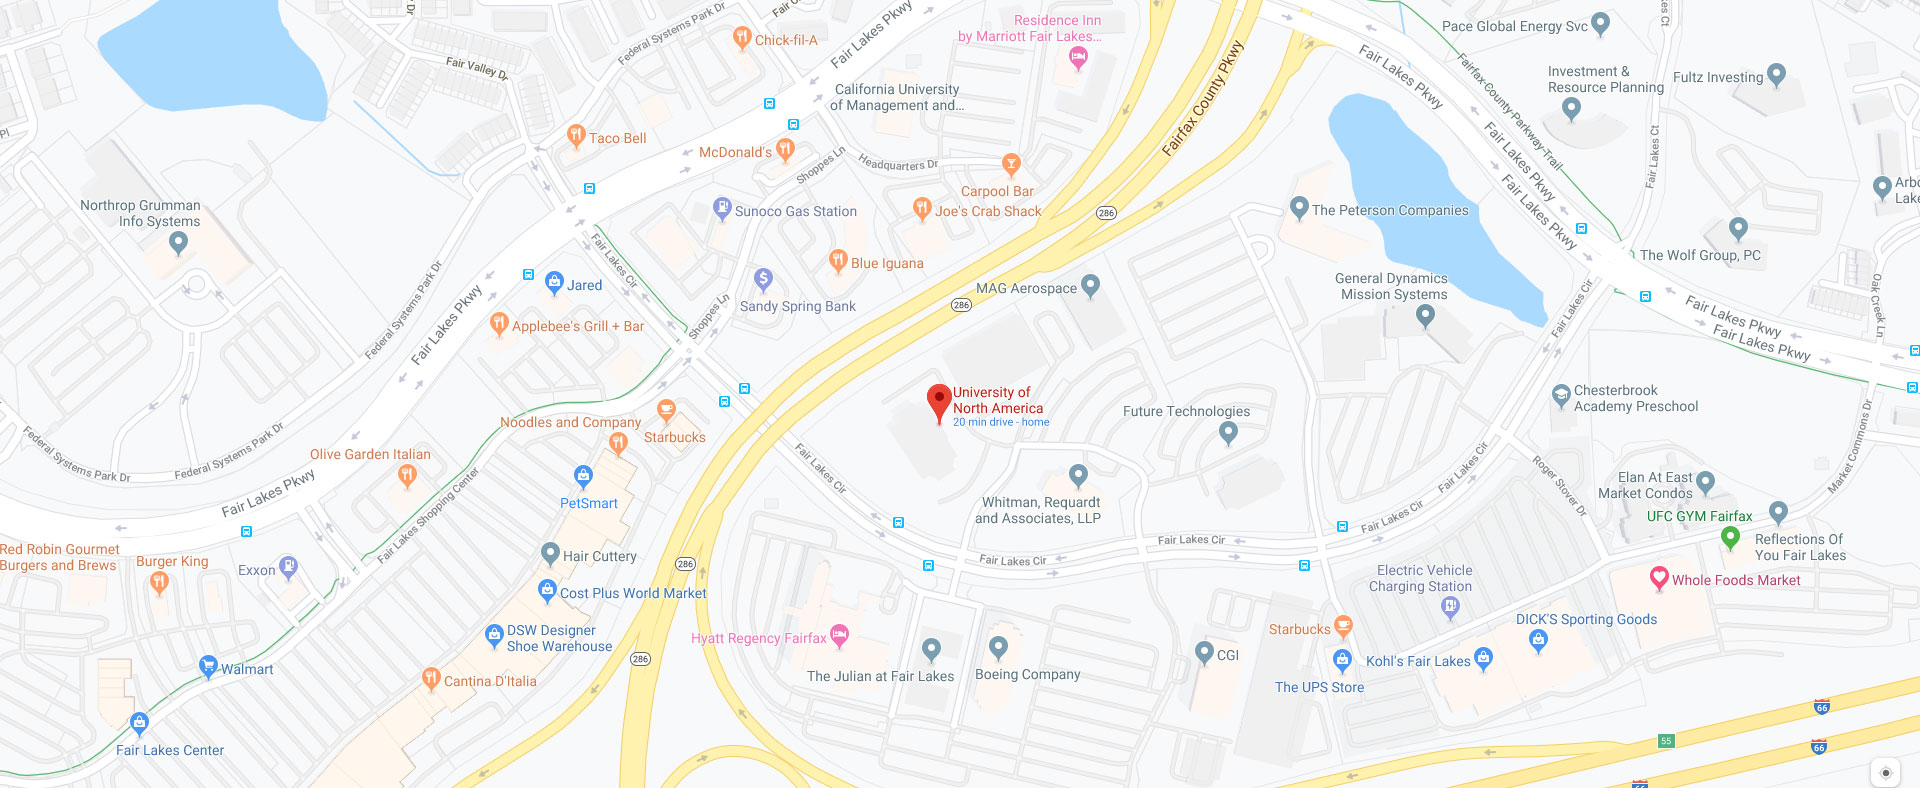 Residence Inn
by Marriott Fair Lakes...
Chick-fil-A
Federal Systems Park Dr
Fair Valley Dr
Fair Lakes Pkwy
California University
of Management and...
Fairfax County Pkwy
Pace Global Energy Svc
Fair Lakes Pkwy
Fairfax-County-Parkway-Trail
Investment &
Resource Planning
Fultz Investing
Fair Lakes Ct
Taco Bell
McDonald's
Shoppes Ln
Headquarters Dr
Carpool Bar
Joe's Crab Shack
Sunoco Gas Station
Blue Iguana
Sandy Spring Bank
286
Northrop Grumman
Info Systems
Fair Lakes Cir
Jared
Applebee's Grill + Bar
Federal Systems Park Dr
Fair Lakes Pkwy
Shoppes Ln
286
MAG Aerospace
The Peterson Companies
General Dynamics
Mission Systems
Fair Lakes Pkwy
Fair Lakes Pkwy
The Wolf Group, PC
Fair Lakes Cir
Fair Lakes Pkwy
Fair Lakes Pkwy
Oak Creek Ln
University of
North America
20 min drive - home
Future Technologies
Chesterbrook
Academy Preschool
Noodles and Company
Starbucks
Olive Garden Italian
Federal Systems Park Dr
Federal Systems Park Dr
Fair Lakes Pkwy
Fair Lakes Shopping Center
PetSmart
Fair Lakes Cir
Whitman, Requardt
and Associates, LLP
Fair Lakes Cir
Fair Lakes Cir
Fair Lakes Cir
Fair Lakes Cir
Roger Stover Dr
Market Commons Dr
Elan At East
Market Condos
UFC GYM Fairfax
Reflections Of
You Fair Lakes
Red Robin Gourmet
Burgers and Brews
Burger King
Exxon
Hair Cuttery
Cost Plus World Market
286
Electric Vehicle
Charging Station
Whole Foods Market
DSW Designer
Shoe Warehouse
Hyatt Regency Fairfax
The Julian at Fair Lakes
Boeing Company
CGI
Starbucks
DICK'S Sporting Goods
Kohl's Fair Lakes
The UPS Store
Walmart
Cantina D'Italia
286
Fair Lakes Center
66
55
66
66